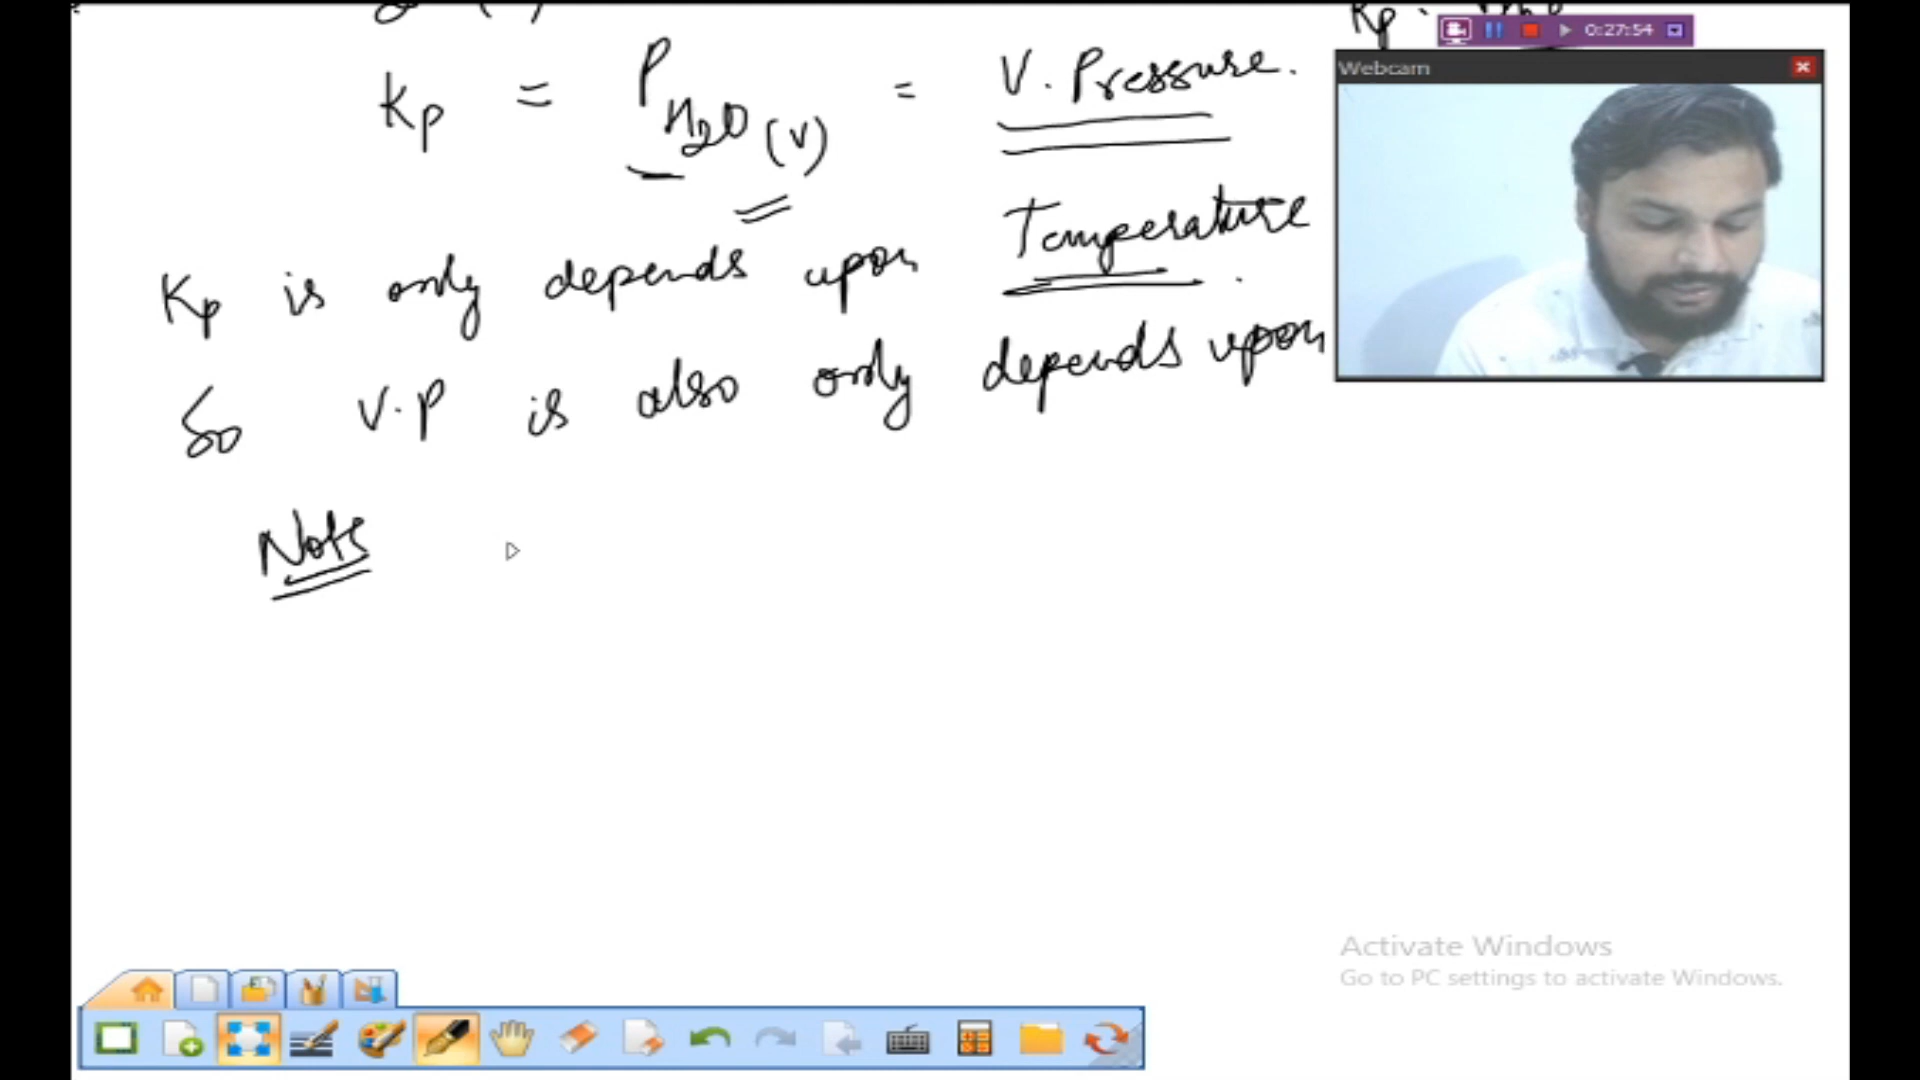 Kp
0:27:54
Kp = P H2O (v) = V. Pressure.
Webcam
Kp is only depends upon Temperature.
So V.P is also only depends upon
Note
Activate Windows
Go to PC settings to activate Windows.